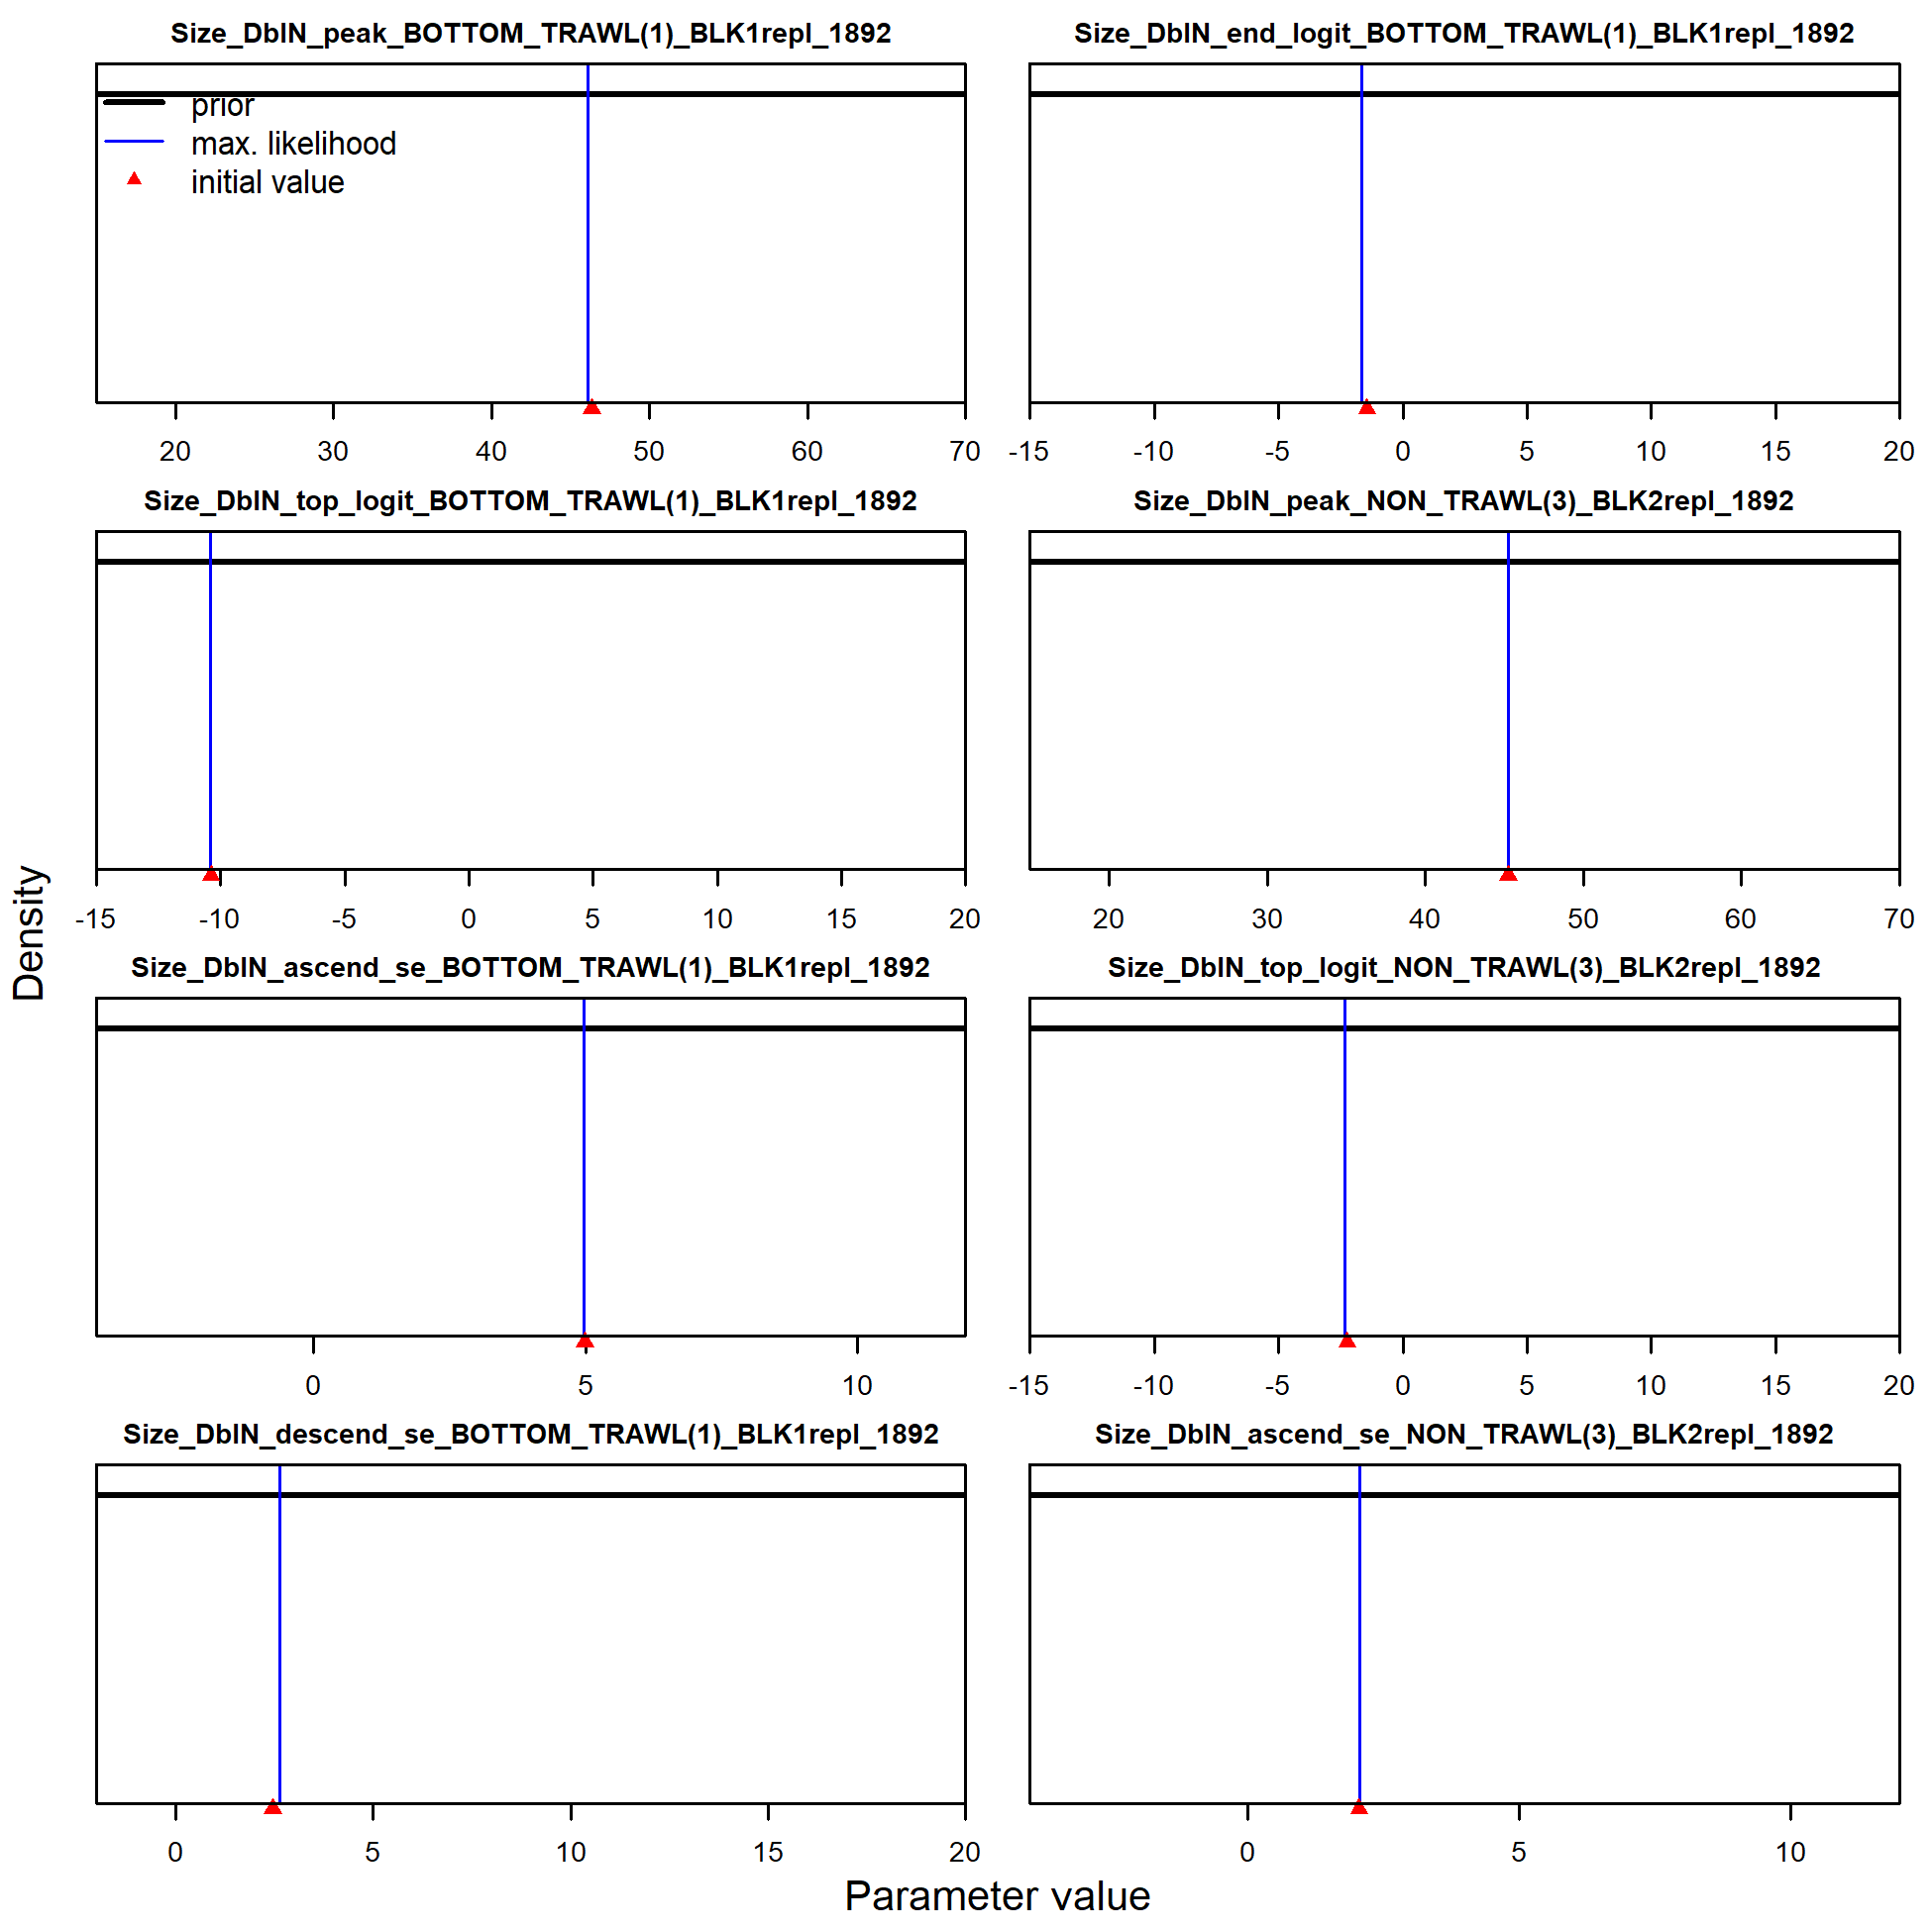 Size_DblN_peak_BOTTOM_TRAWL(1)_BLK1repl_1892
prior
max. likelihood
initial value
20 30 40 50 60 70
Size_DblN_end_logit_BOTTOM_TRAWL(1)_BLK1repl_1892
-15 -10 -5 0 5 10 15 20
Size_DblN_top_logit_BOTTOM_TRAWL(1)_BLK1repl_1892
-15 -10 -5 0 5 10 15 20
Size_DblN_peak_NON_TRAWL(3)_BLK2repl_1892
20 30 40 50 60 70
Size_DblN_ascend_se_BOTTOM_TRAWL(1)_BLK1repl_1892
0 5 10
Size_DblN_top_logit_NON_TRAWL(3)_BLK2repl_1892
-15 -10 -5 0 5 10 15 20
Size_DblN_descend_se_BOTTOM_TRAWL(1)_BLK1repl_1892
0 5 10 15 20
Size_DblN_ascend_se_NON_TRAWL(3)_BLK2repl_1892
0 5 10
Density
Parameter value